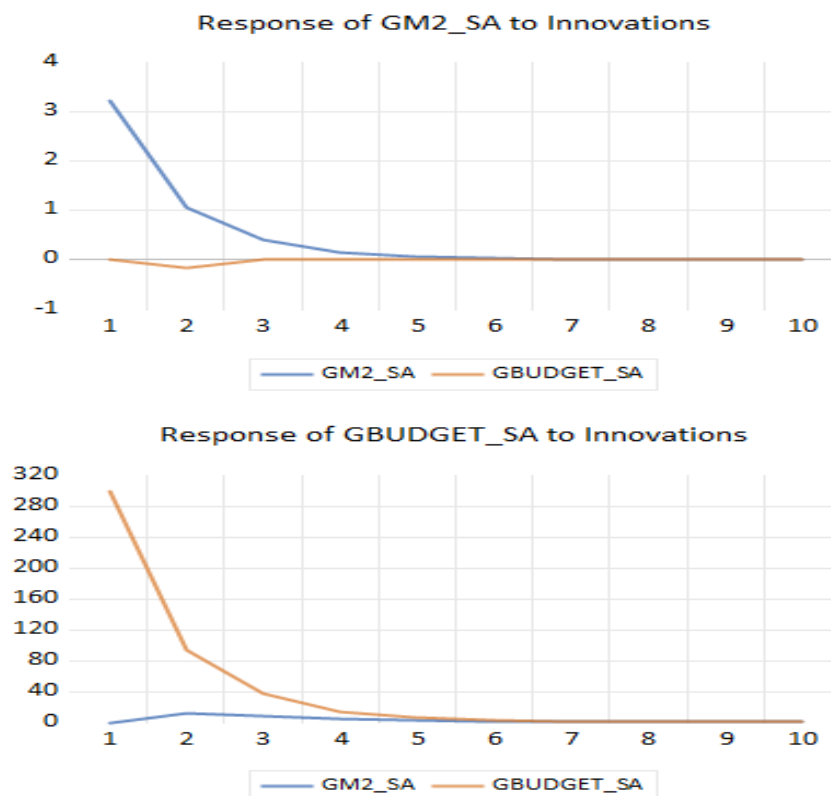 Response of GM2_SA to Innovations
4
3
2
1
0
-1
1 2 3 4 5 6 7 8 9 10
GM2_SA GBUDGET_SA
Response of GBUDGET_SA to Innovations
320
280
240
200
160
120
80
40
0
1 2 3 4 5 6 7 8 9 10
GM2_SA GBUDGET_SA